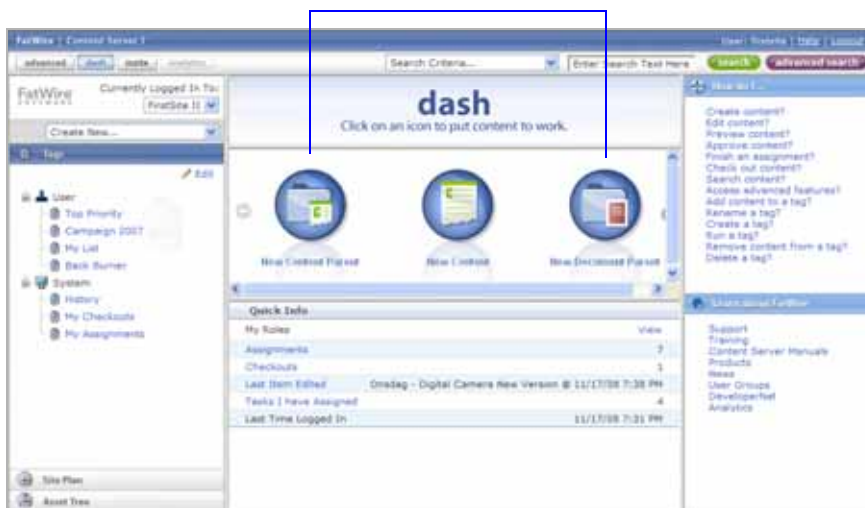 FatWire | Content Server 7
Help | Logout
advanced dash insite analytics
Search Criteria...
Enter Search Text Here
search
advanced search
FatWire
SOFTWARE
Currently Logged In To:
FirstSite II
Create New...
Tags
Edit
User
Top Priority
Campaign 2007
My List
Back Burner
System
History
My Checkouts
My Assignments
Site Plan
Asset Tree
dash
Click on an icon to put content to work.
New Content Parent
New Content
New Document Parent
Quick Info
My Roles View
Assignments 7
Checkouts 1
Last Item Edited Onsdag - Digital Camera New Version @ 11/17/08 7:38 PM
Tasks I have Assigned 4
Last Time Logged In 11/17/08 7:31 PM
How do I...
Create content?
Edit content?
Preview content?
Approve content?
Finish an assignment?
Check out content?
Search content?
Access advanced features?
Add content to a tag?
Rename a tag?
Create a tag?
Run a tag?
Remove content from a tag?
Delete a tag?
Learn about FatWire
Support
Training
Content Server Manuals
Products
News
User Groups
DeveloperNet
Analytics